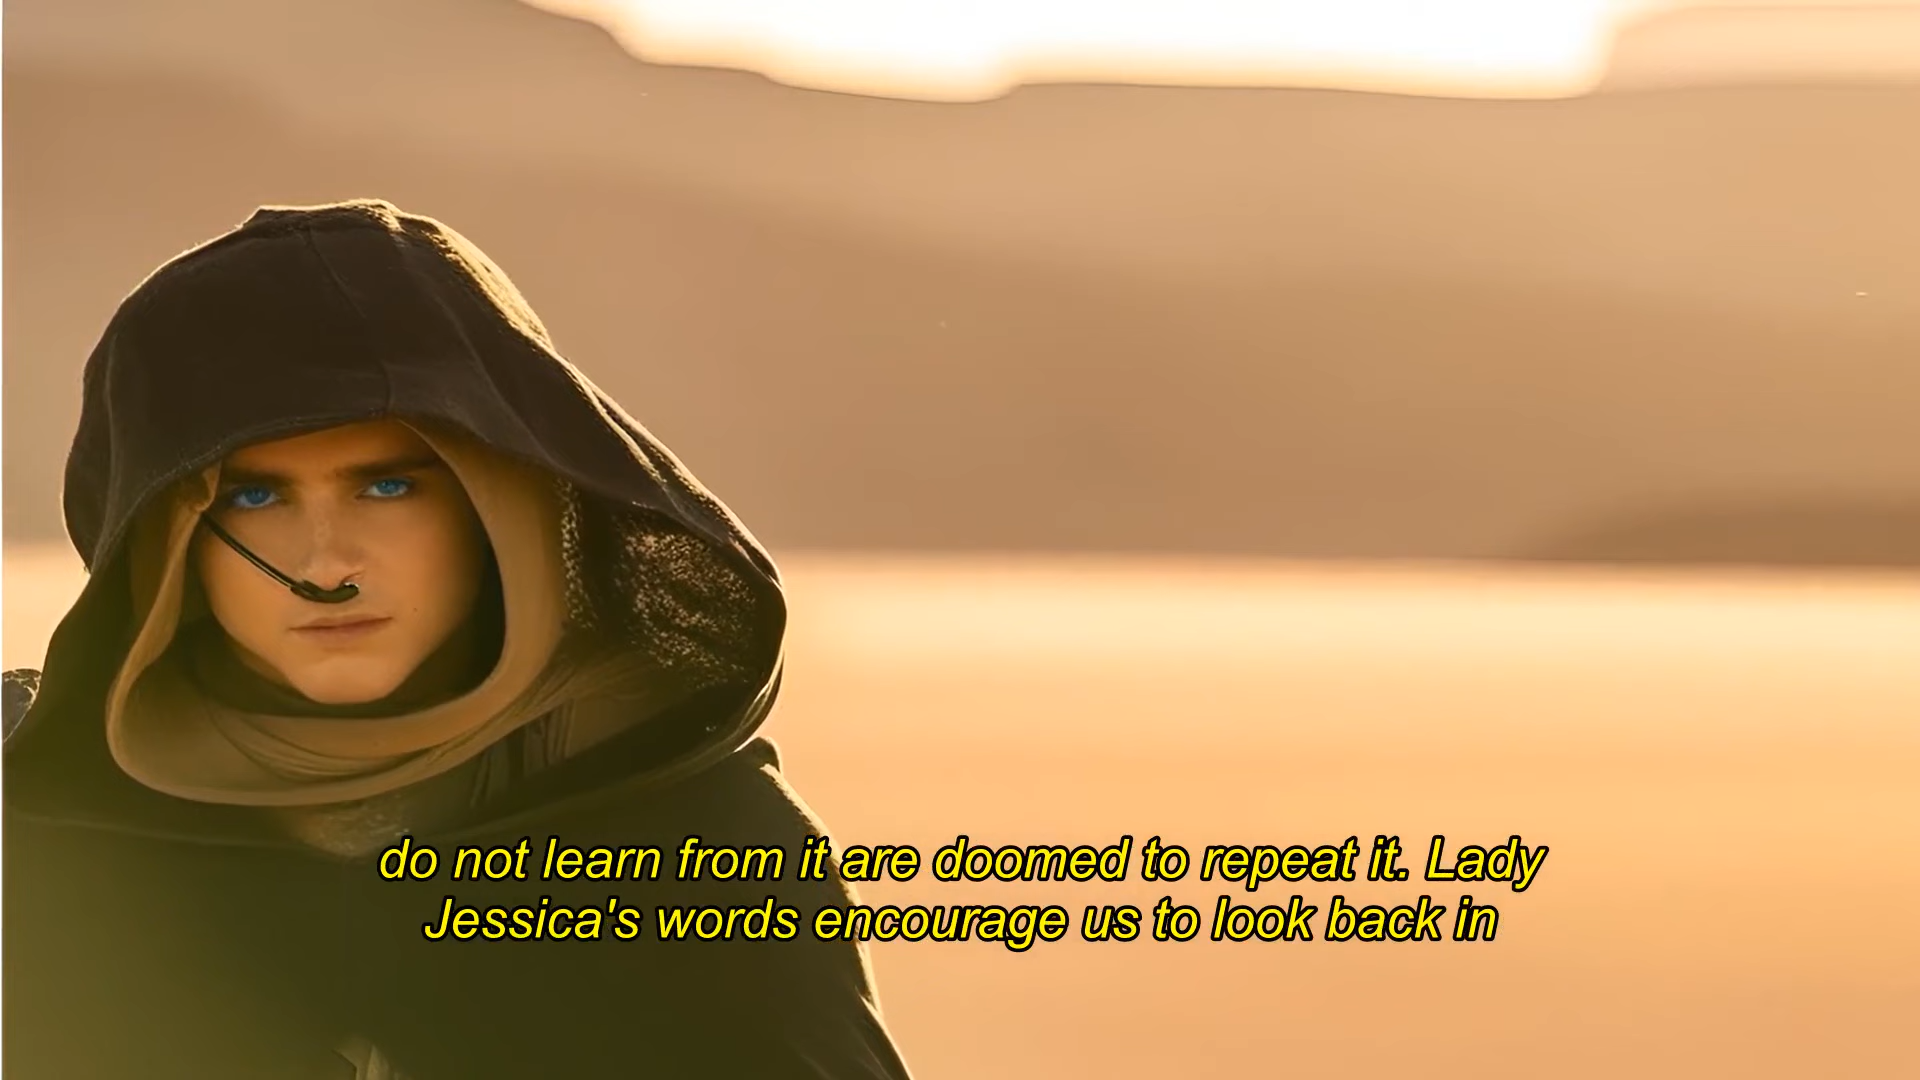 do not learn from it are doomed to repeat it. Lady
Jessica's words encourage us to look back in